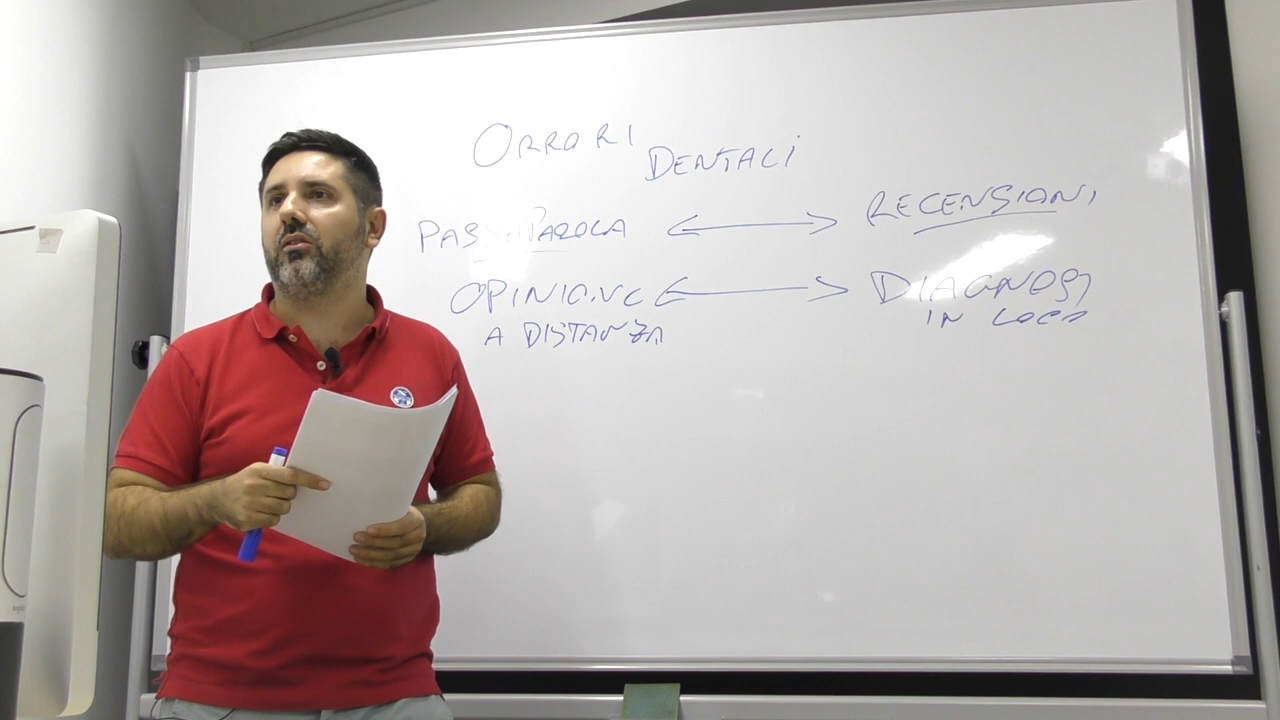 ORRORI
DENTALI
PASSAPAROLA RECENSIONI
OPINIONE DIAGNOSI
A DISTANZA IN LOCO